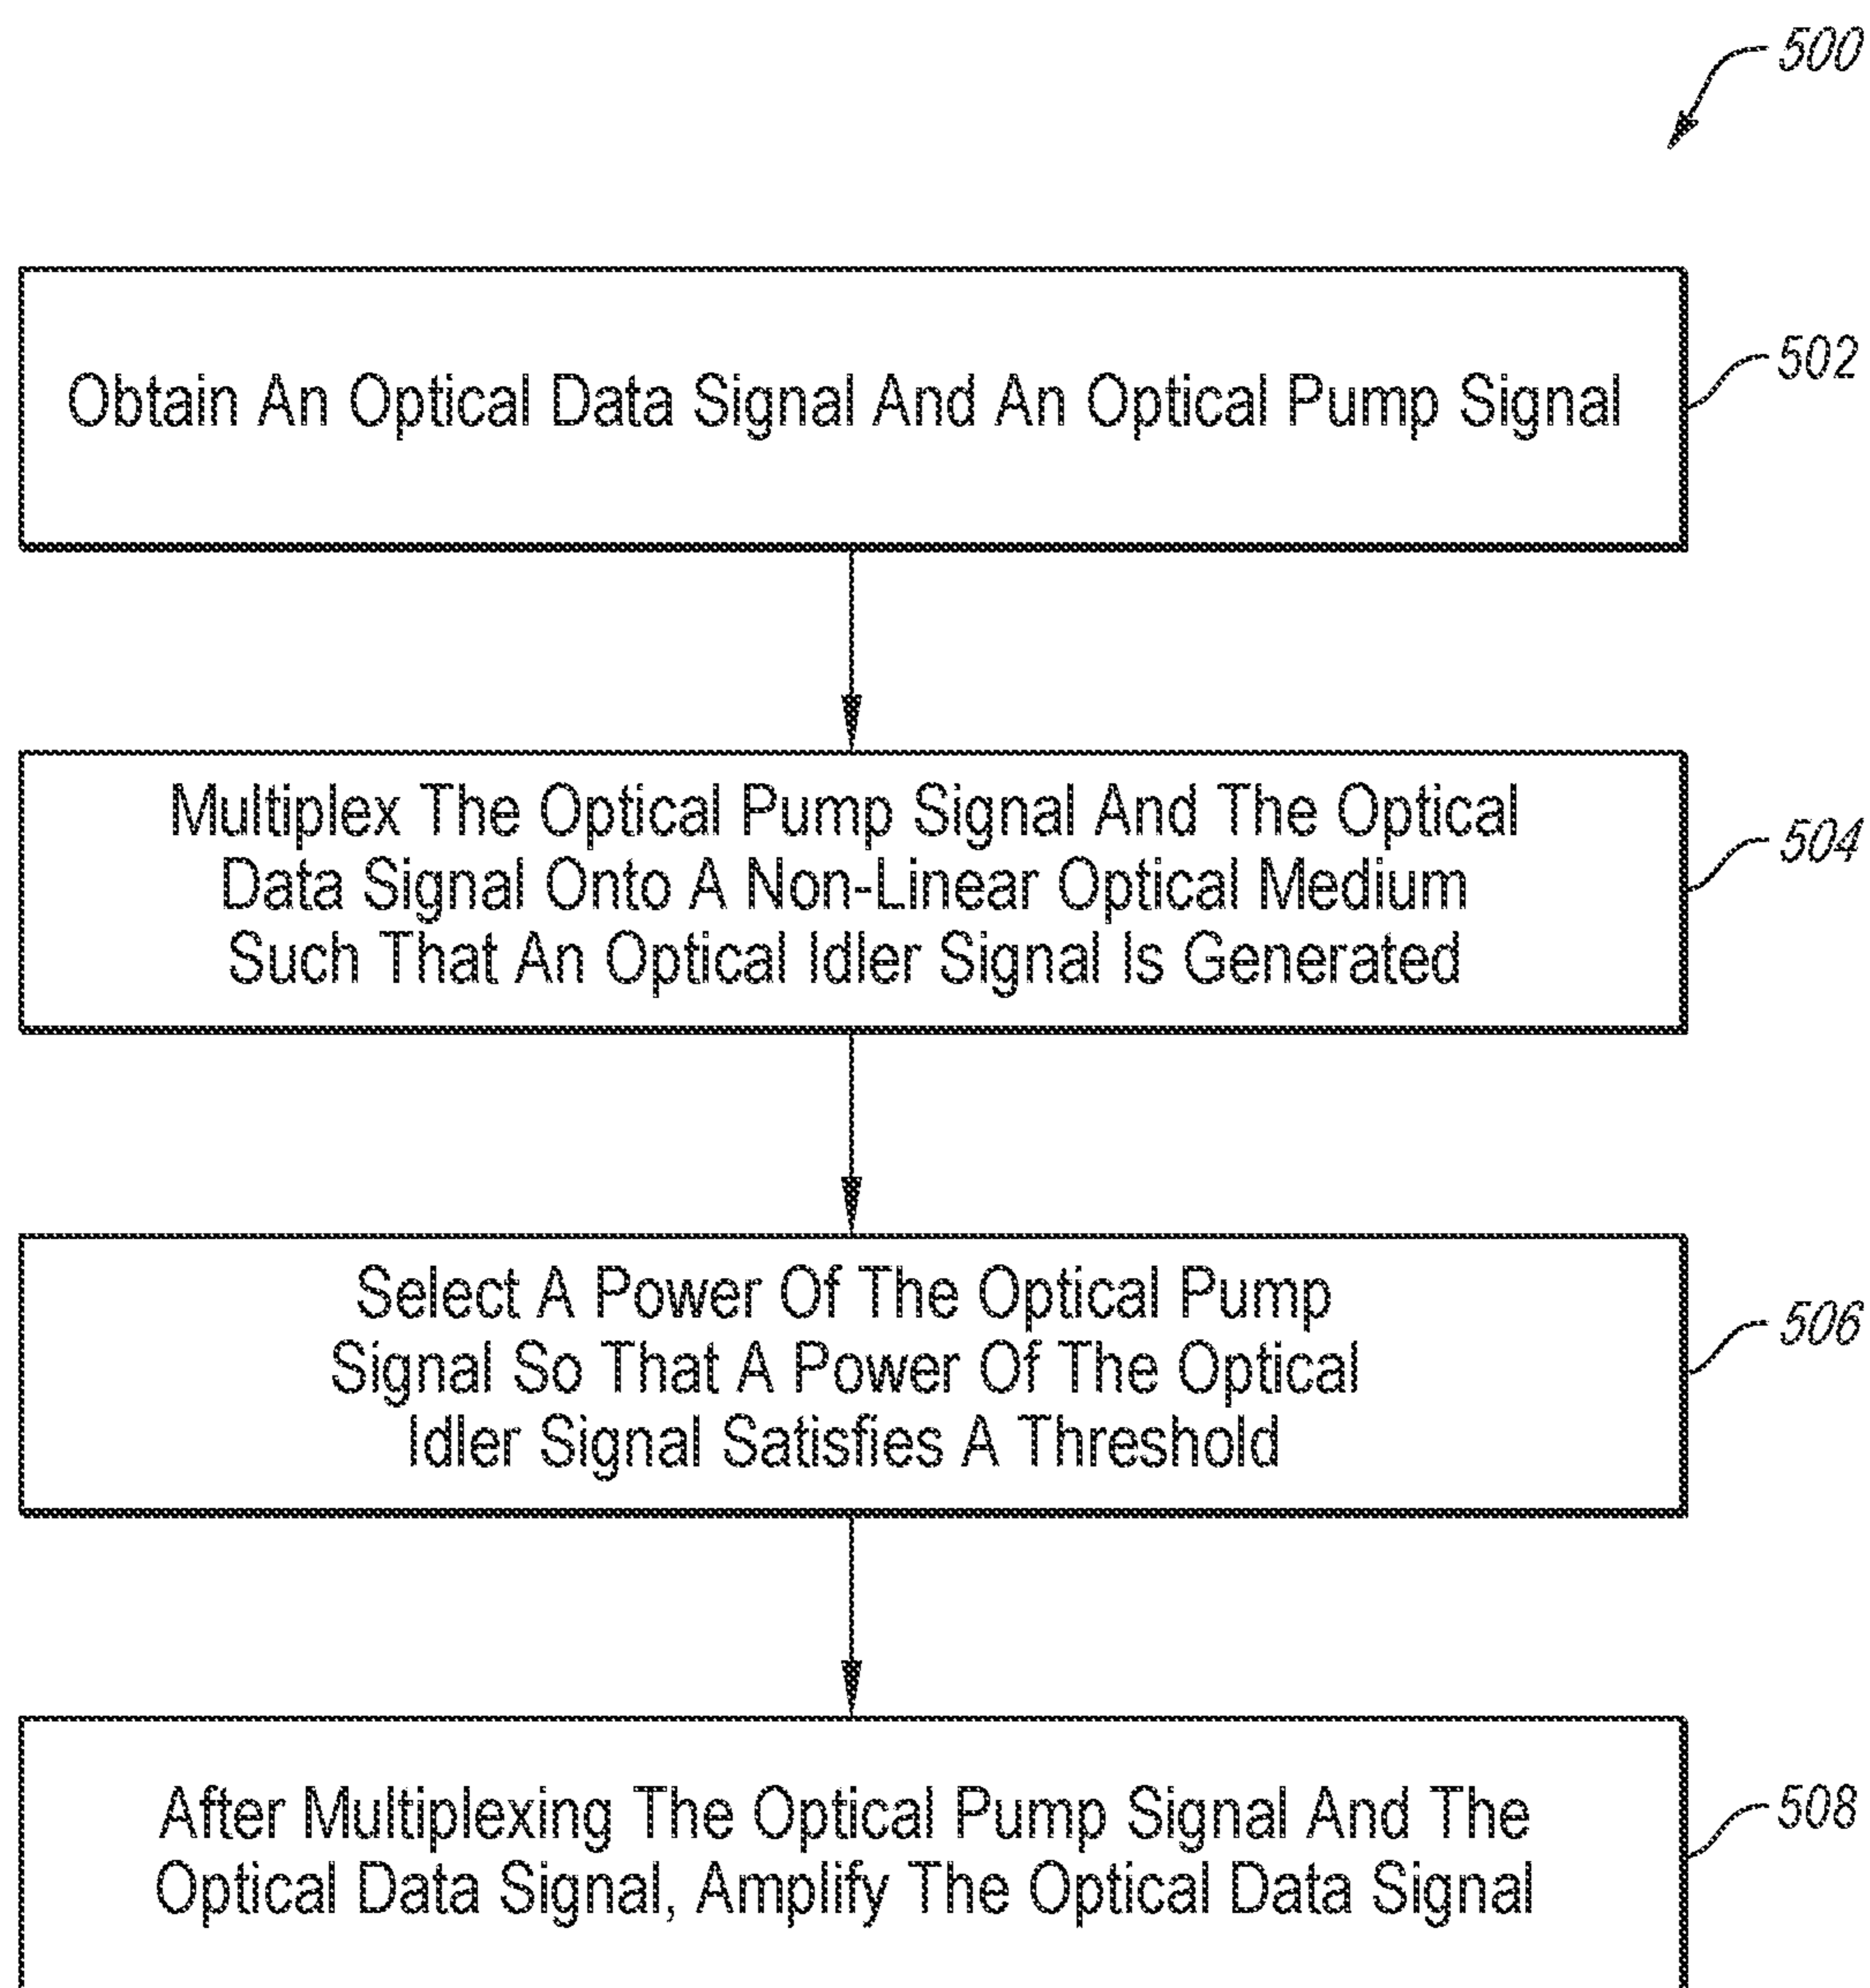 500
Obtain An Optical Data Signal And An Optical Pump Signal
502
Multiplex The Optical Pump Signal And The Optical
Data Signal Onto A Non-Linear Optical Medium
Such That An Optical Idler Signal Is Generated
504
Select A Power Of The Optical Pump
Signal So That A Power Of The Optical
Idler Signal Satisfies A Threshold
506
After Multiplexing The Optical Pump Signal And The
Optical Data Signal, Amplify The Optical Data Signal
508